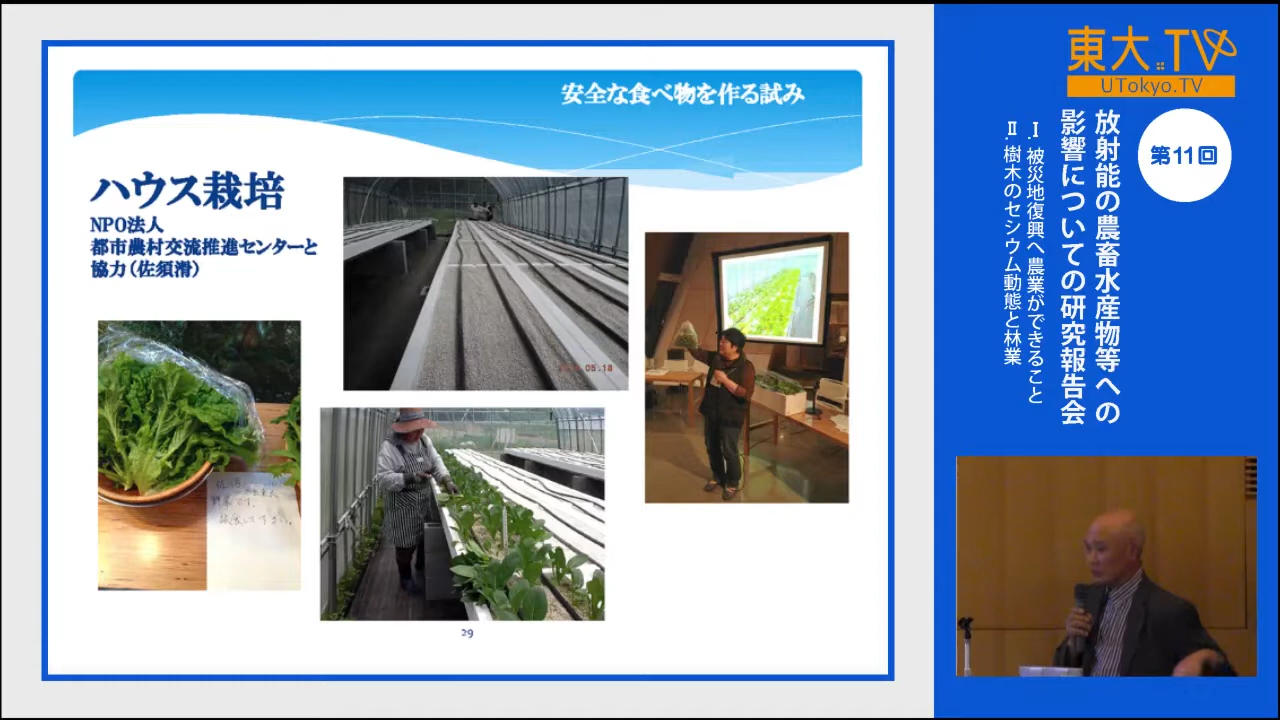 安全な食べ物を作る試み
ハウス栽培
NPO法人
都市農村交流推進センターと
協力(佐須滑)
05.18
29
東大TV
UTokyo.TV
第11回
放射能の農畜水産物等への
影響についての研究報告会
Ⅰ.被災地復興へ農業ができること
Ⅱ.樹木のセシウム動態と林業